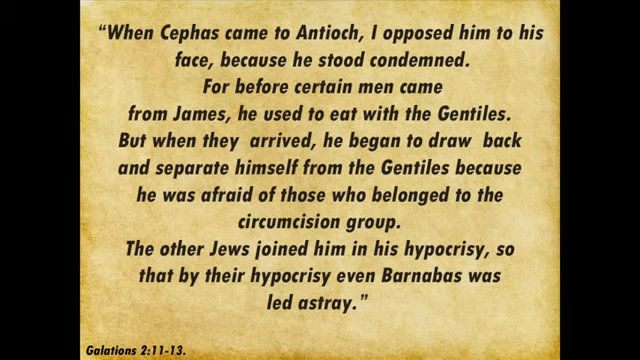 “When Cephas came to Antioch, I opposed him to his
face, because he stood condemned.
For before certain men came
from James, he used to eat with the Gentiles.
But when they arrived, he began to draw back
and separate himself from the Gentiles because
he was afraid of those who belonged to the
circumcision group.
The other Jews joined him in his hypocrisy, so
that by their hypocrisy even Barnabas was
led astray.”
Galations 2:11-13.